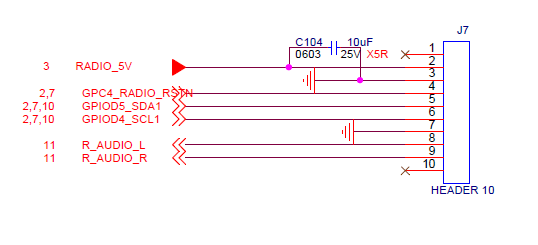 J7
C104 10uF
0603 25V X5R
1
3 RADIO_5V 2
3
2,7 GPC4_RADIO_RSTN 4
2,7,10 GPIOD5_SDA1 5
2,7,10 GPIOD4_SCL1 6
7
11 R_AUDIO_L 8
11 R_AUDIO_R 9
10
HEADER 10